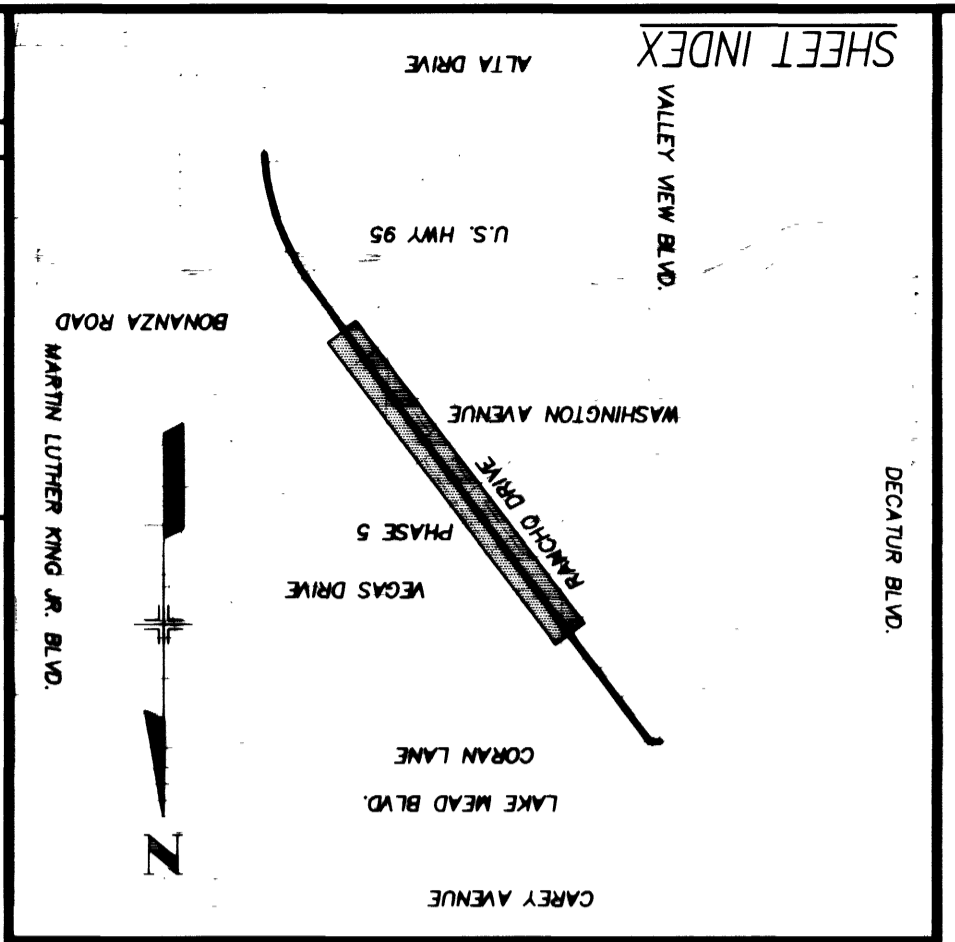 CAREY AVENUE
N
LAKE MEAD BLVD.
CORAN LANE
DECATUR BLVD.
VEGAS DRIVE
MARTIN LUTHER KING JR. BLVD.
PHASE 5
RANCHO DRIVE
WASHINGTON AVENUE
BONANZA ROAD
U.S. HWY 95
VALLEY VIEW BLVD.
ALTA DRIVE
SHEET INDEX